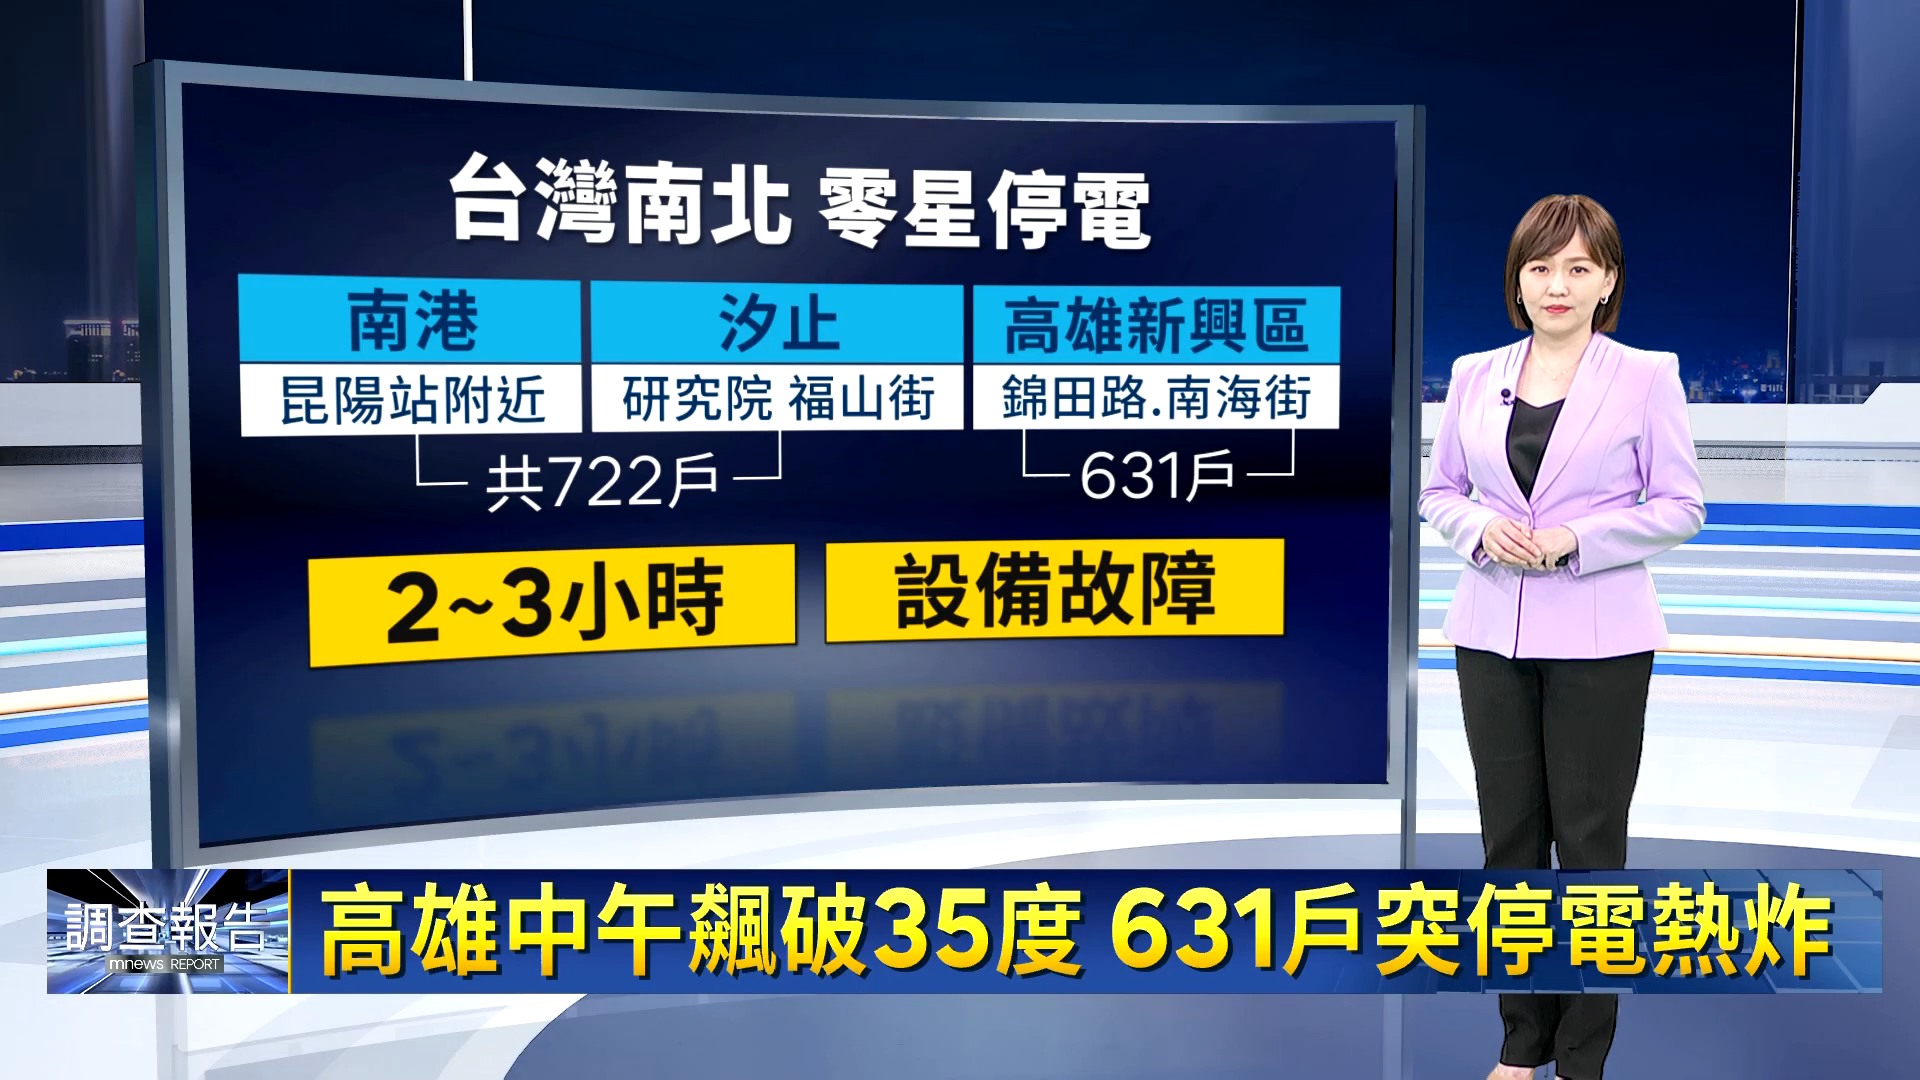 台灣南北 零星停電
南港
汐止
高雄新興區
昆陽站附近
研究院 福山街
錦田路.南海街
共722戶
631戶
2~3小時
設備故障
調查報告
mnews REPORT
高雄中午飆破35度 631戶突停電熱炸